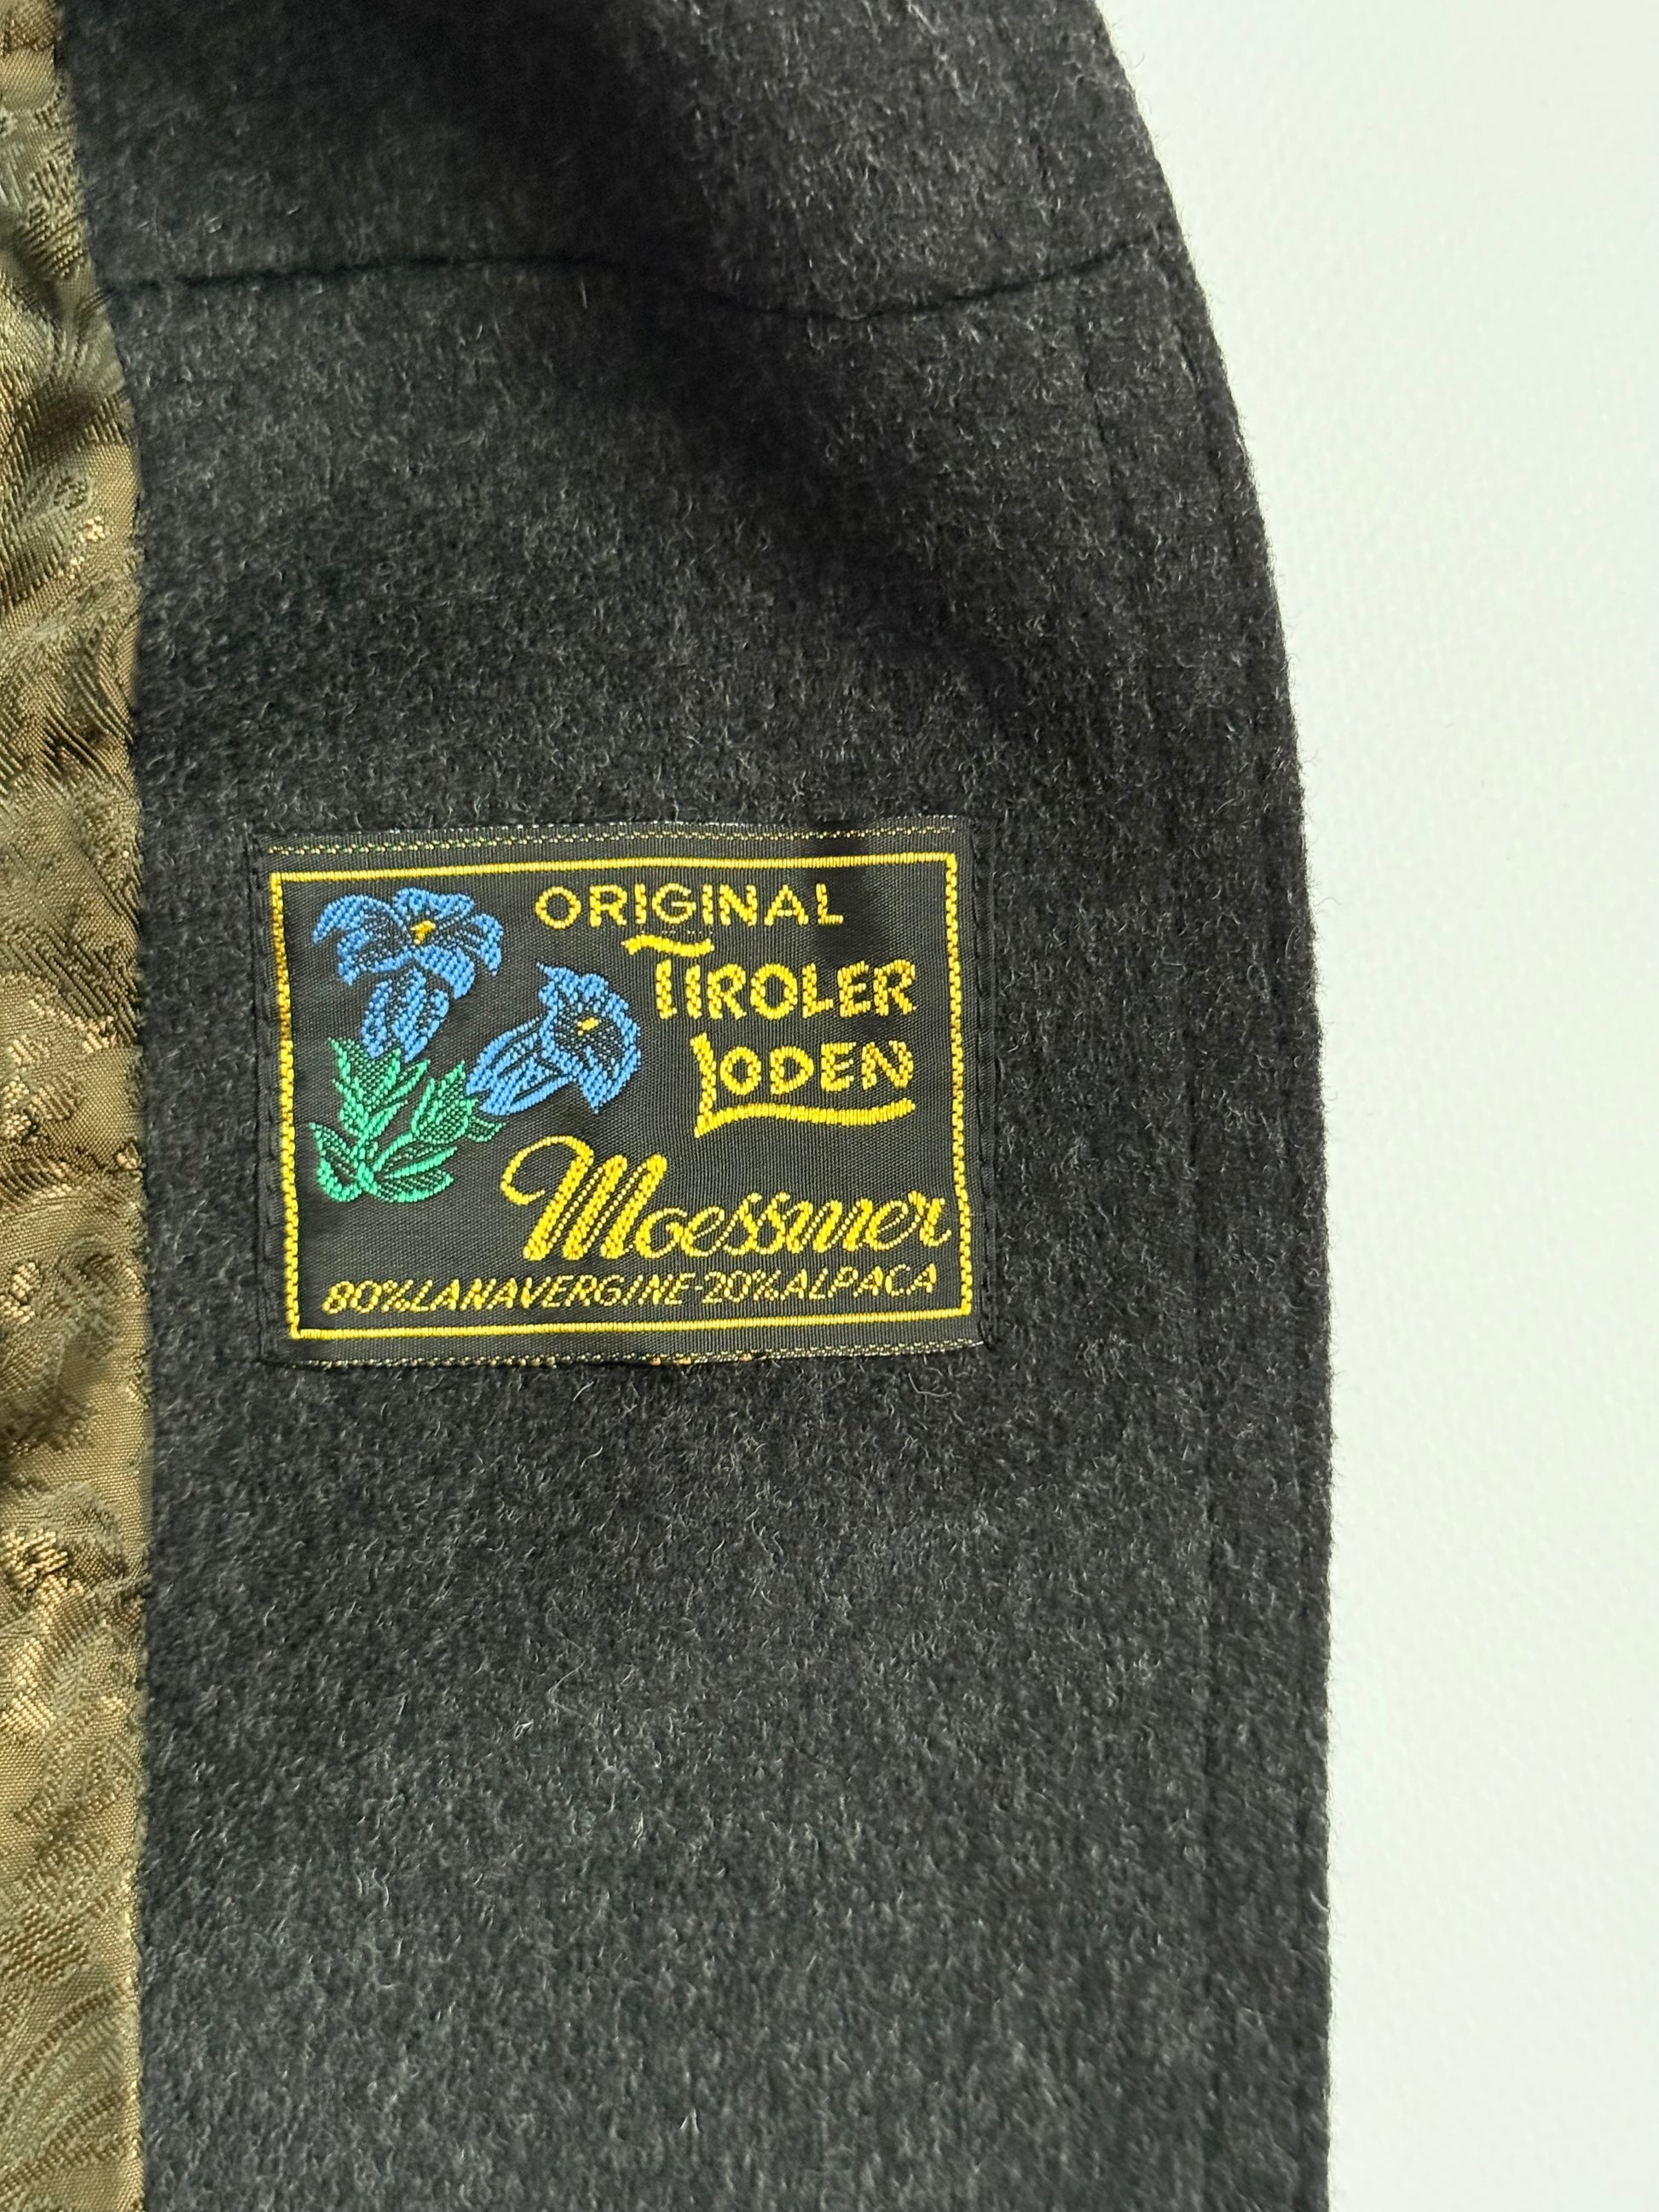 ORIGINAL
TIROLER
LODEN
Moessmer
80%LANAVERGINE-20%ALPACA